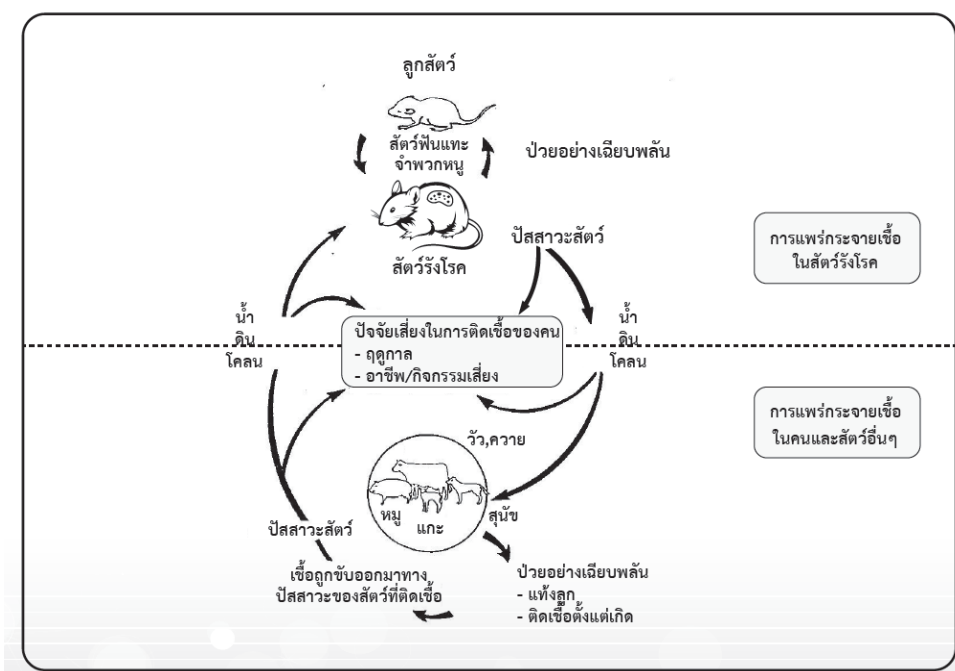 ลูกสัตว์
สัตว์ฟันแทะ
จำพวกหนู
ป่วยอย่างเฉียบพลัน
ปัสสาวะสัตว์
สัตว์รังโรค
การแพร่กระจายเชื้อ
ในสัตว์รังโรค
น้ำ
ดิน
โคลน
ปัจจัยเสี่ยงในการติดเชื้อของคน
- ฤดูกาล
- อาชีพ/กิจกรรมเสี่ยง
น้ำ
ดิน
โคลน
การแพร่กระจายเชื้อ
ในคนและสัตว์อื่นๆ
วัว,ควาย
หมู
แกะ
สุนัข
ปัสสาวะสัตว์
เชื้อถูกขับออกมาทาง
ปัสสาวะของสัตว์ที่ติดเชื้อ
ป่วยอย่างเฉียบพลัน
- แท้งลูก
- ติดเชื้อตั้งแต่เกิด